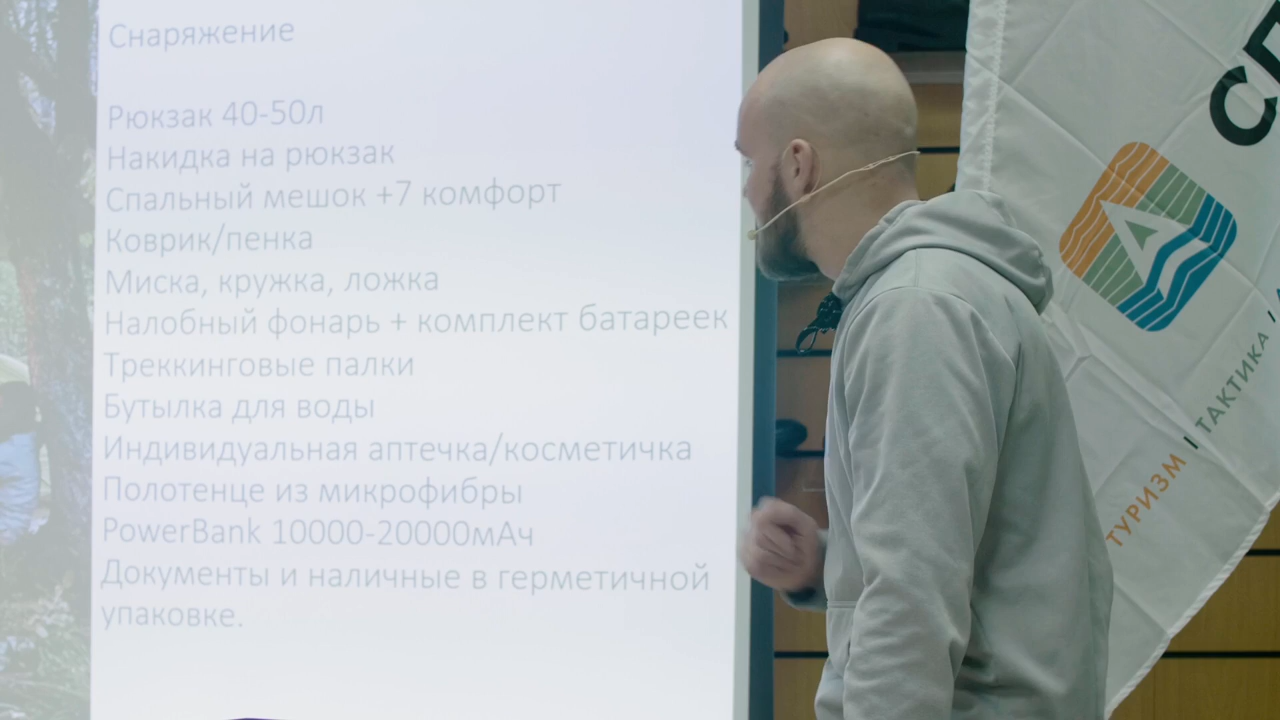 Снаряжение
Рюкзак 40-50л
Накидка на рюкзак
Спальный мешок +7 комфорт
Коврик/пенка
Миска, кружка, ложка
Налобный фонарь + комплект батареек
Треккинговые палки
Бутылка для воды
Индивидуальная аптечка/косметичка
Полотенце из микрофибры
PowerBank 10000-20000мАч
Документы и наличные в герметичной
упаковке.
ТУРИЗМ I ТАКТИКА I